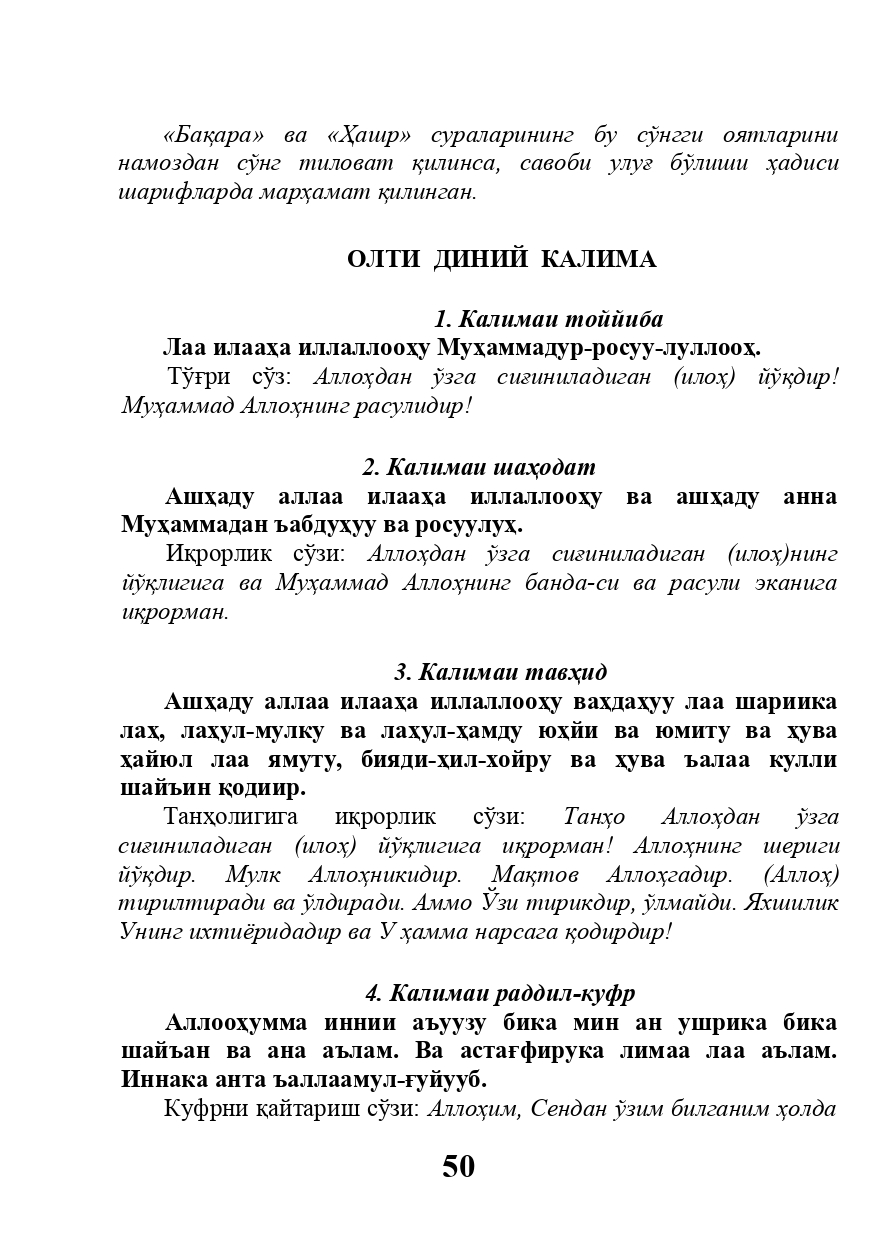 «Бақара» ва «Ҳашр» сураларининг бу сўнгги оятларини
намоздан сўнг тиловат қилинса, савоби улуғ бўлиши ҳадиси
шарифларда марҳамат қилинган.
ОЛТИ ДИНИЙ КАЛИМА
1. Калимаи тоййиба
Лаа илааҳа иллаллооҳу Муҳаммадур-росуу-луллооҳ.
Тўғри сўз: Аллоҳдан ўзга сиғиниладиган (илоҳ) йўқдир!
Муҳаммад Аллоҳнинг расулидир!
2. Калимаи шаҳодат
Ашҳаду аллаа илааҳа иллаллооҳу ва ашҳаду анна
Муҳаммадан ъабдуҳуу ва росуулуҳ.
Иқрорлик сўзи: Аллоҳдан ўзга сиғиниладиган (илоҳ)нинг
йўқлигига ва Муҳаммад Аллоҳнинг банда-си ва расули эканига
иқрорман.
3. Калимаи тавҳид
Ашҳаду аллаа илааҳа иллаллооҳу ваҳдаҳуу лаа шариика
лаҳ, лаҳул-мулку ва лаҳул-ҳамду юҳйи ва юмиту ва ҳува
ҳайюл лаа ямуту, бияди-ҳил-хойру ва ҳува ъалаа кулли
шайъин қодиир.
Танҳолигига иқрорлик сўзи: Танҳо Аллоҳдан ўзга
сиғиниладиган (илоҳ) йўқлигига иқрорман! Аллоҳнинг шериги
йўқдир. Мулк Аллоҳникидир. Мақтов Аллоҳгадир. (Аллоҳ)
тирилтиради ва ўлдиради. Аммо Ўзи тирикдир, ўлмайди. Яхшилик
Унинг ихтиёридадир ва У ҳамма нарсага қодирдир!
4. Калимаи раддил-куфр
Аллооҳумма иннии аъуузу бика мин ан ушрика бика
шайъан ва ана аълам. Ва астағфирука лимаа лаа аълам.
Иннака анта ъаллаамул-ғуйууб.
Куфрни қайтариш сўзи: Аллоҳим, Сендан ўзим билганим ҳолда
50